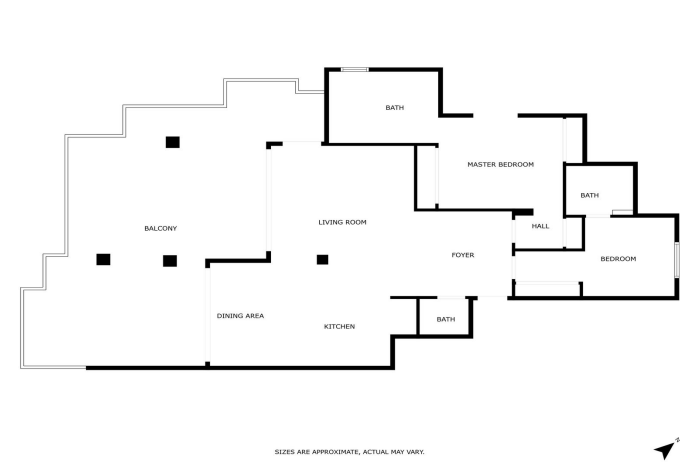 BATH
MASTER BEDROOM
BATH
LIVING ROOM
BALCONY
HALL
FOYER
BEDROOM
DINING AREA
BATH
KITCHEN
N
SIZES ARE APPROXIMATE, ACTUAL MAY VARY.